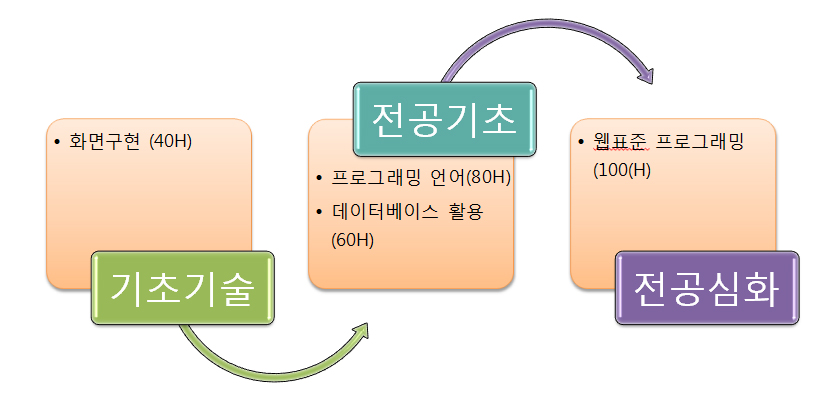 • 화면구현 (40H)
기초기술
전공기초
• 프로그래밍 언어(80H)
• 데이터베이스 활용
(60H)
• 웹표준 프로그래밍
(100(H)
전공심화